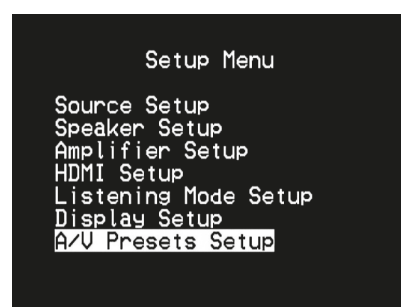 Setup Menu
Source Setup
Speaker Setup
Amplifier Setup
HDMI Setup
Listening Mode Setup
Display Setup
A/V Presets Setup